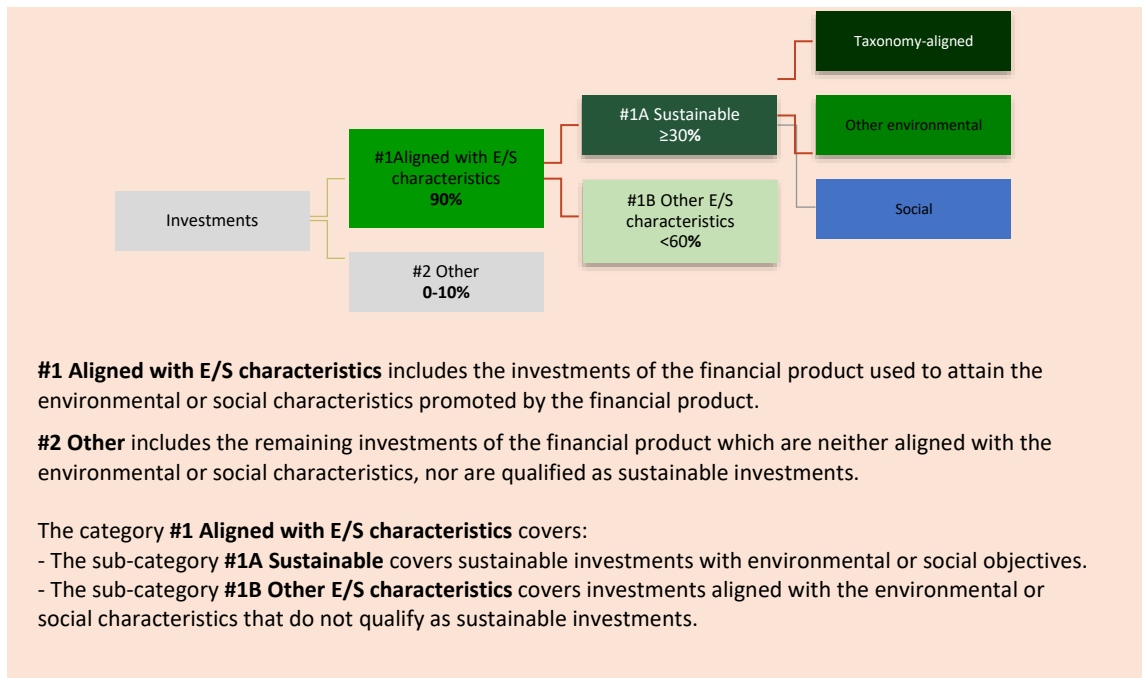 Taxonomy-aligned
#1A Sustainable
≥30%
Other environmental
#1Aligned with E/S
characteristics
90%
#1B Other E/S
characteristics
<60%
Social
Investments
#2 Other
0-10%
#1 Aligned with E/S characteristics includes the investments of the financial product used to attain the
environmental or social characteristics promoted by the financial product.
#2 Other includes the remaining investments of the financial product which are neither aligned with the
environmental or social characteristics, nor are qualified as sustainable investments.
The category #1 Aligned with E/S characteristics covers:
- The sub-category #1A Sustainable covers sustainable investments with environmental or social objectives.
- The sub-category #1B Other E/S characteristics covers investments aligned with the environmental or
social characteristics that do not qualify as sustainable investments.